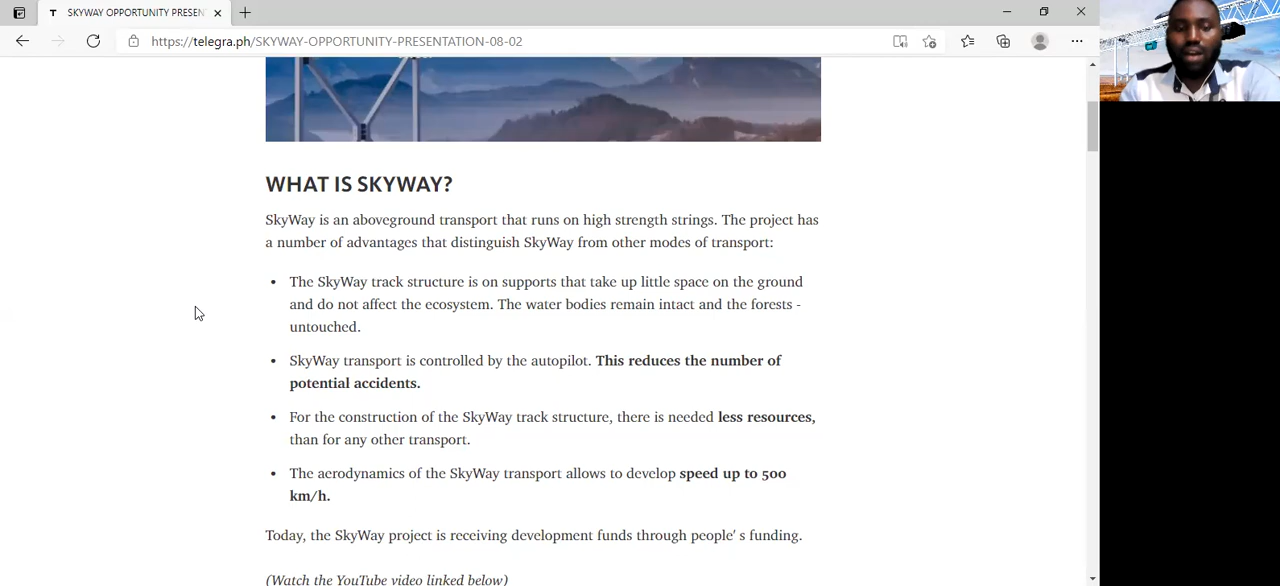 SKYWAY OPPORTUNITY PRESEN
https://telegra.ph/SKYWAY-OPPORTUNITY-PRESENTATION-08-02
WHAT IS SKYWAY?
SkyWay is an aboveground transport that runs on high strength strings. The project has
a number of advantages that distinguish SkyWay from other modes of transport:
• The SkyWay track structure is on supports that take up little space on the ground
and do not affect the ecosystem. The water bodies remain intact and the forests -
untouched.
• SkyWay transport is controlled by the autopilot. This reduces the number of
potential accidents.
• For the construction of the SkyWay track structure, there is needed less resources,
than for any other transport.
• The aerodynamics of the SkyWay transport allows to develop speed up to 500
km/h.
Today, the SkyWay project is receiving development funds through people' s funding.
(Watch the YouTube video linked below)